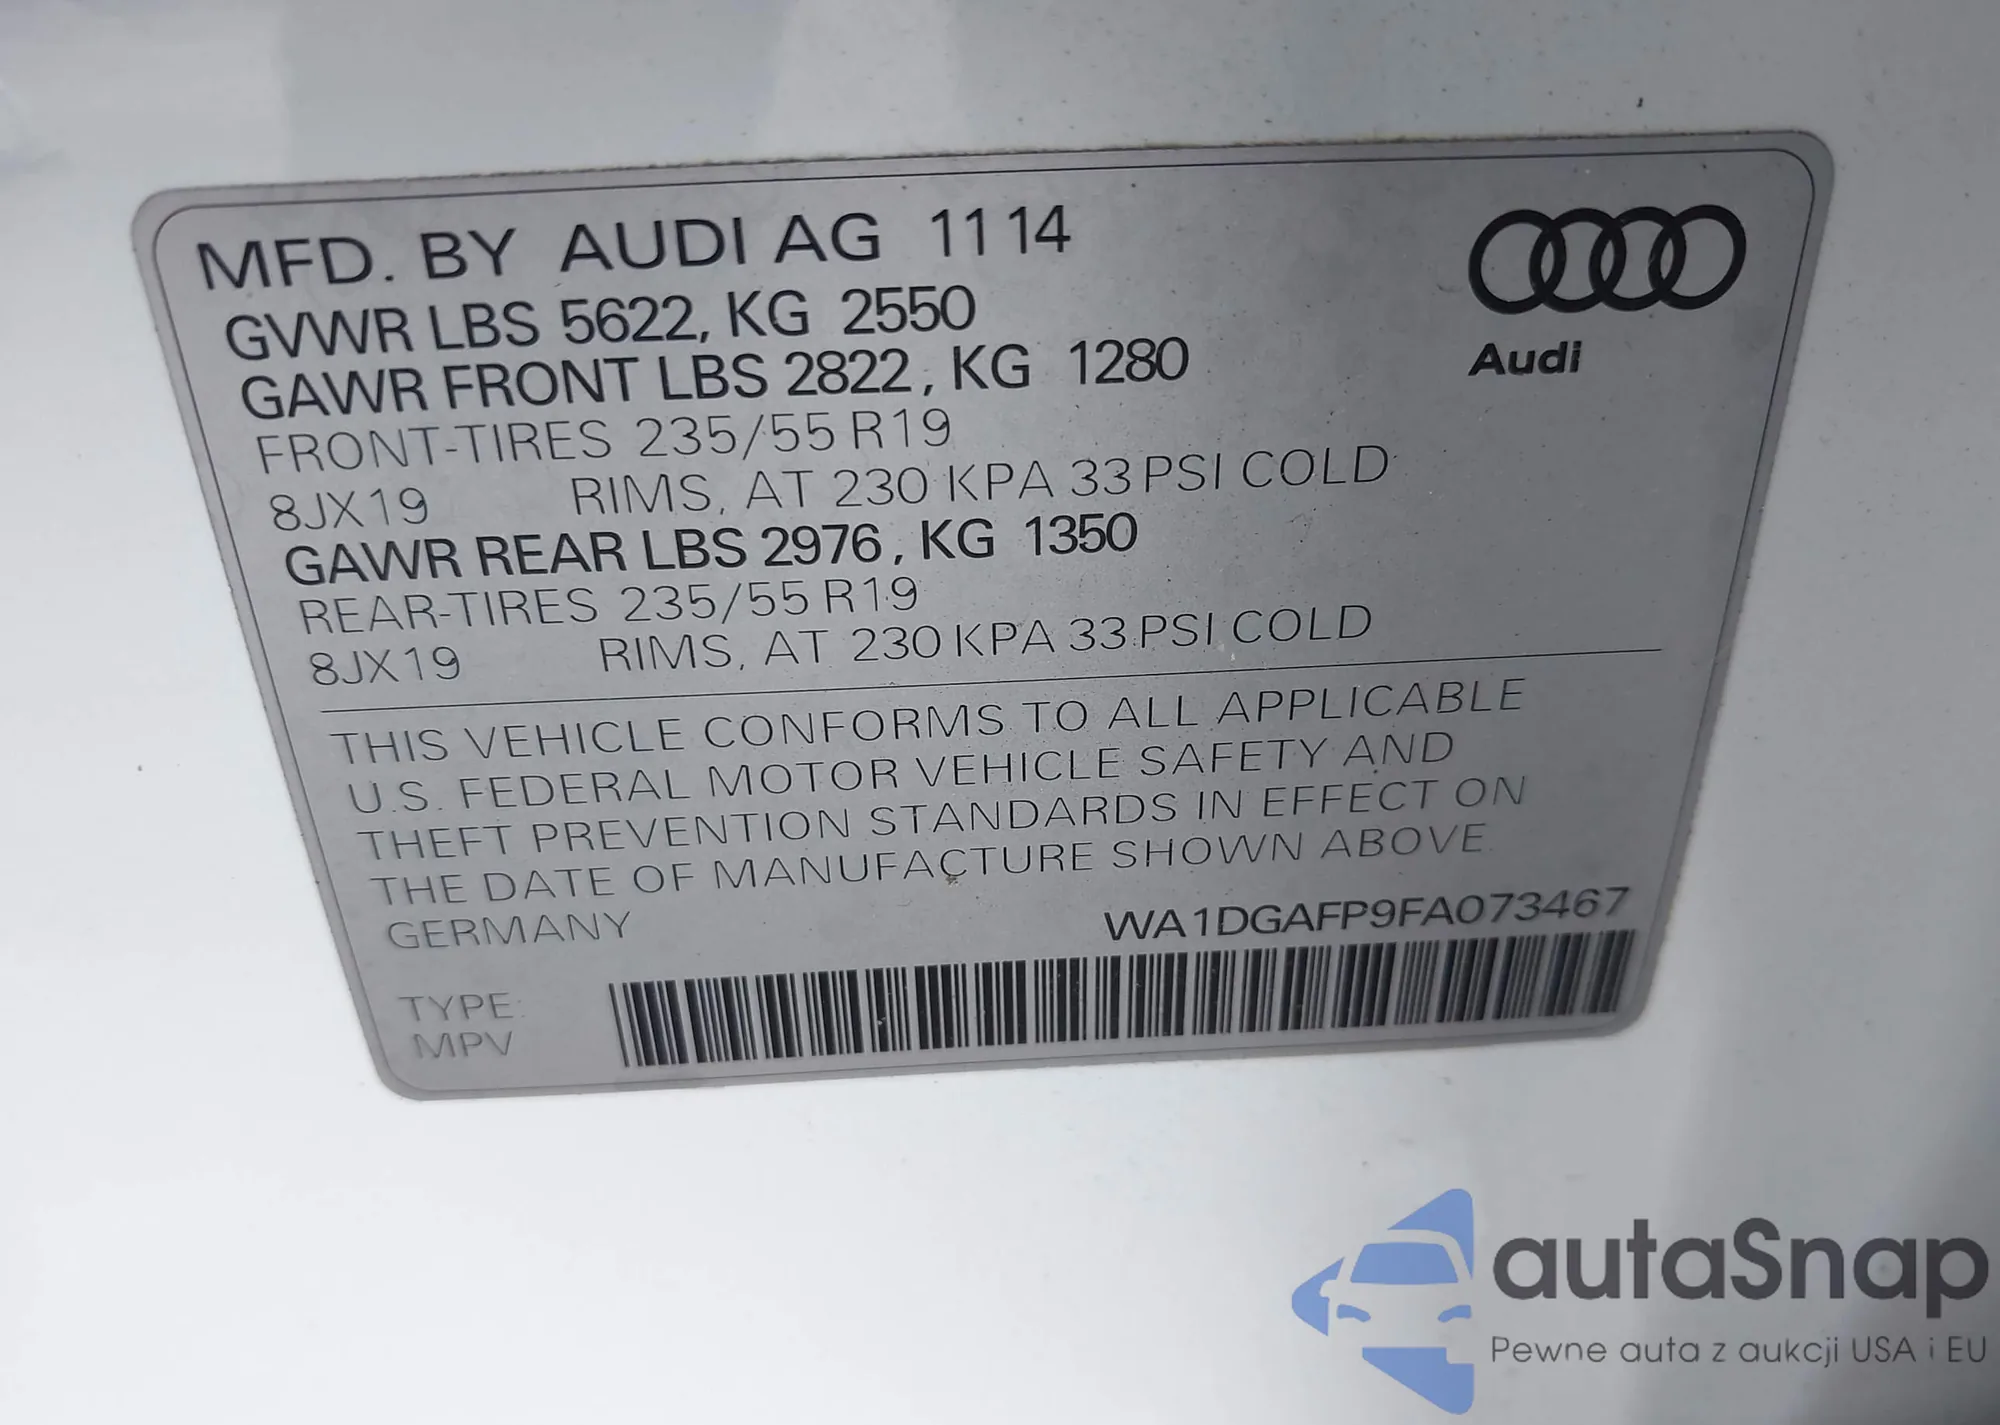 MFD. BY AUDI AG 11 14
GVWR LBS 5622, KG 2550
GAWR FRONT LBS 2822, KG 1280
FRONT-TIRES 235/55 R19
8JX19 RIMS, AT 230 KPA 33 PSI COLD
GAWR REAR LBS 2976, KG 1350
REAR-TIRES 235/55 R19
8JX19 RIMS, AT 230 KPA 33 PSI COLD
Audi
THIS VEHICLE CONFORMS TO ALL APPLICABLE
U.S. FEDERAL MOTOR VEHICLE SAFETY AND
THEFT PREVENTION STANDARDS IN EFFECT ON
THE DATE OF MANUFACTURE SHOWN ABOVE.
GERMANY WA1DGAFP9FA073467
TYPE:
MPV
autaSnap
Pewne auta z aukcji USA i EU